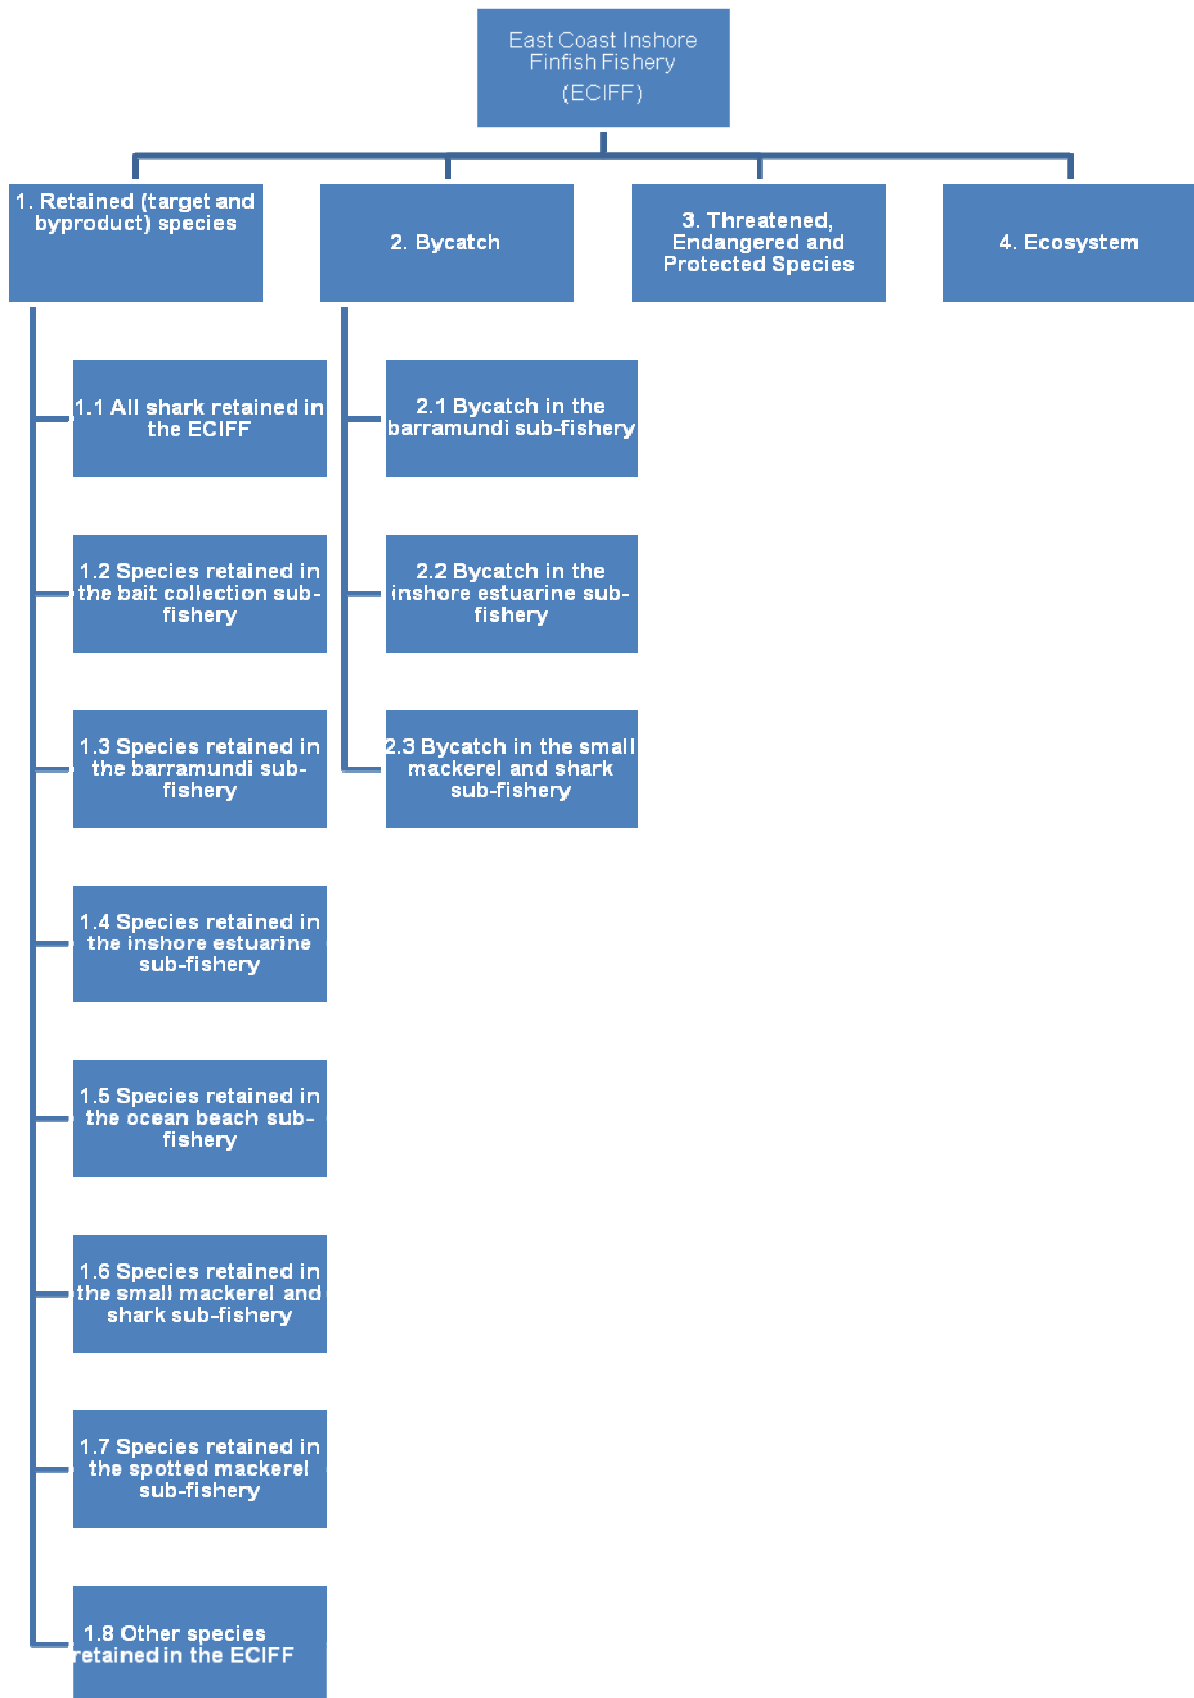 East Coast Inshore
Finfish Fishery
(ECIFF)
1. Retained (target and
byproduct) species
2. Bycatch
3. Threatened,
Endangered and
Protected Species
4. Ecosystem
1.1 All shark retained in
the ECIFF
1.2 Species retained in
the bait collection sub-
fishery
1.3 Species retained in
the barramundi sub-
fishery
1.4 Species retained in
the inshore estuarine
sub-fishery
1.5 Species retained in
the ocean beach sub-
fishery
1.6 Species retained in
the small mackerel and
shark sub-fishery
1.7 Species retained in
the spotted mackerel
sub-fishery
1.8 Other species
retained in the ECIFF
2.1 Bycatch in the
barramundi sub-fishery
2.2 Bycatch in the
inshore estuarine sub-
fishery
2.3 Bycatch in the small
mackerel and shark
sub-fishery